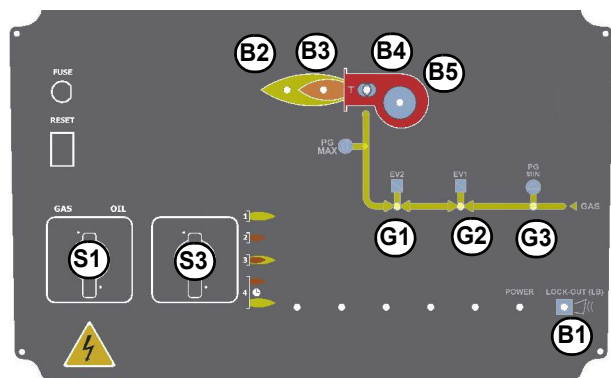 B2
B3
B4
B5
FUSE
T
RESET
PG
MAX
EV2
EV1
PG
MIN
GAS
OIL
GAS
G1
G2
G3
1
2
3
4
S1
S3
POWER
LOCK-OUT (LB)
B1